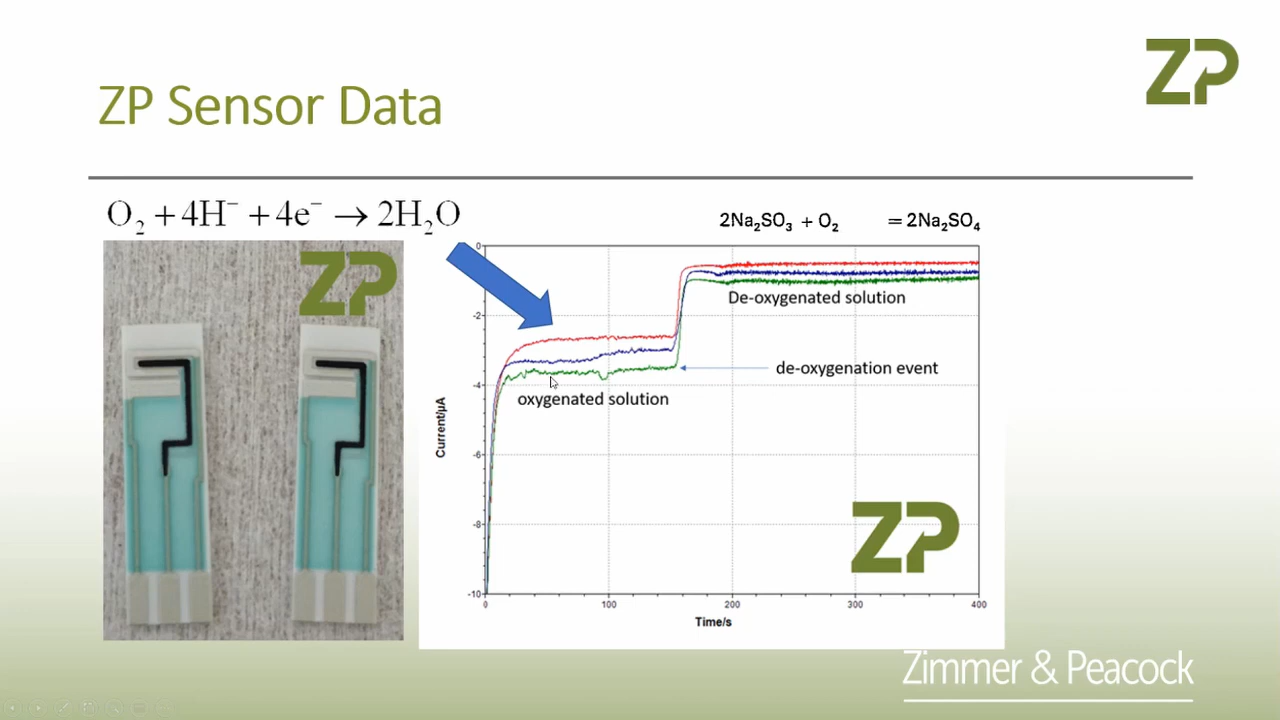 ZP
ZP Sensor Data
O₂ + 4H⁻ + 4e⁻ → 2H₂O
2Na₂SO₃ + O₂ = 2Na₂SO₄
ZP
0
-2
-4
-6
-8
-10
Current/µA
De-oxygenated solution
de-oxygenation event
oxygenated solution
ZP
0 100 200 300 400
Time/s
Zimmer & Peacock